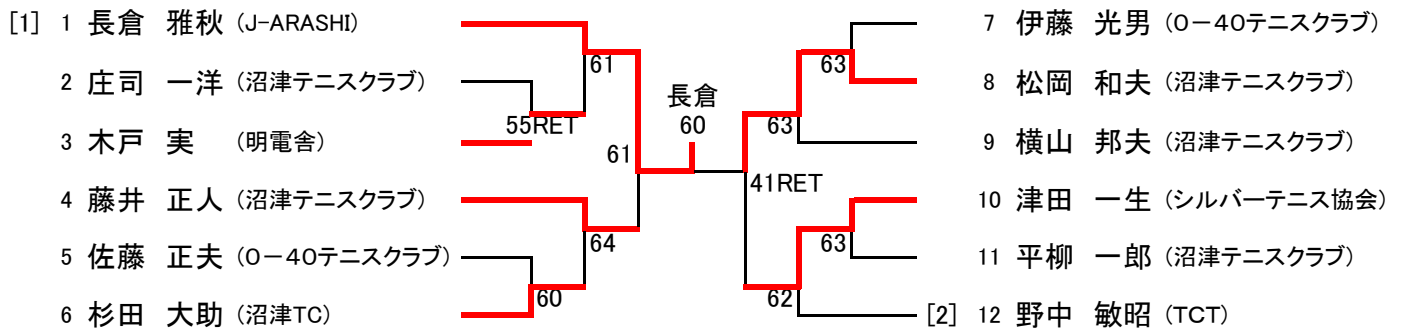 [1] 1 長倉 雅秋 (J-ARASHI)
2 庄司 一洋 (沼津テニスクラブ)
3 木戸 実 (明電舎)
4 藤井 正人 (沼津テニスクラブ)
5 佐藤 正夫 (0－40テニスクラブ)
6 杉田 大助 (沼津TC)
61
55RET
64
60
61
長倉
60
63
63
41RET
63
62
7 伊藤 光男 (0－40テニスクラブ)
8 松岡 和夫 (沼津テニスクラブ)
9 横山 邦夫 (沼津テニスクラブ)
10 津田 一生 (シルバーテニス協会)
11 平柳 一郎 (沼津テニスクラブ)
[2] 12 野中 敏昭 (TCT)